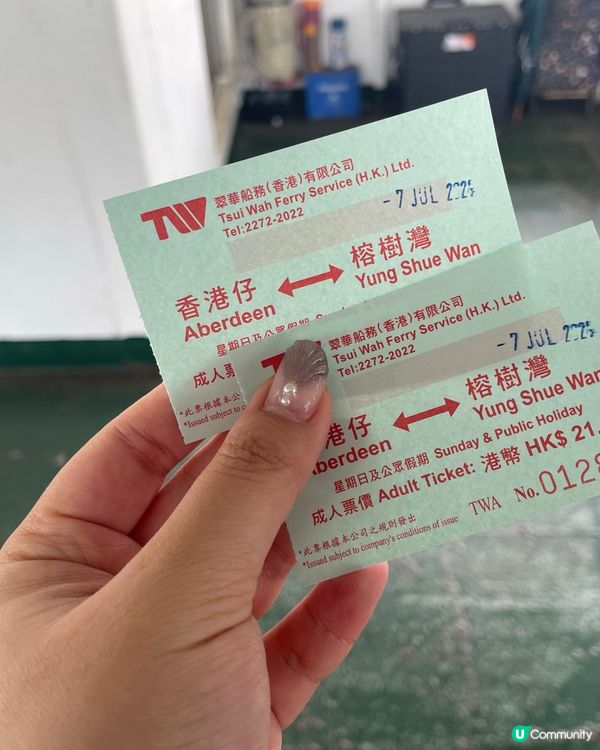 TW
翠華船務(香港)有限公司
Tsui Wah Ferry Service (H.K.) Ltd.
Tel:2272-2022
-7 JUL
香港仔 ↔ 榕樹灣
Aberdeen Yung Shue Wan
星期日及公眾假期
成人票
*此票根據本公
*Issued subject to c
翠華船務(香港)有限公司
Tsui Wah Ferry Service (H.K.) Ltd.
Tel:2272-2022
-7 JUL
港仔 ↔ 榕樹灣
berdeen Yung Shue Wan
星期日及公眾假期 Sunday & Public Holiday
成人票價 Adult Ticket: 港幣 HK$ 21.
TWA No.0128
*此票根據本公司之規則發出
*Issued subject to company's conditions of issue
U Community